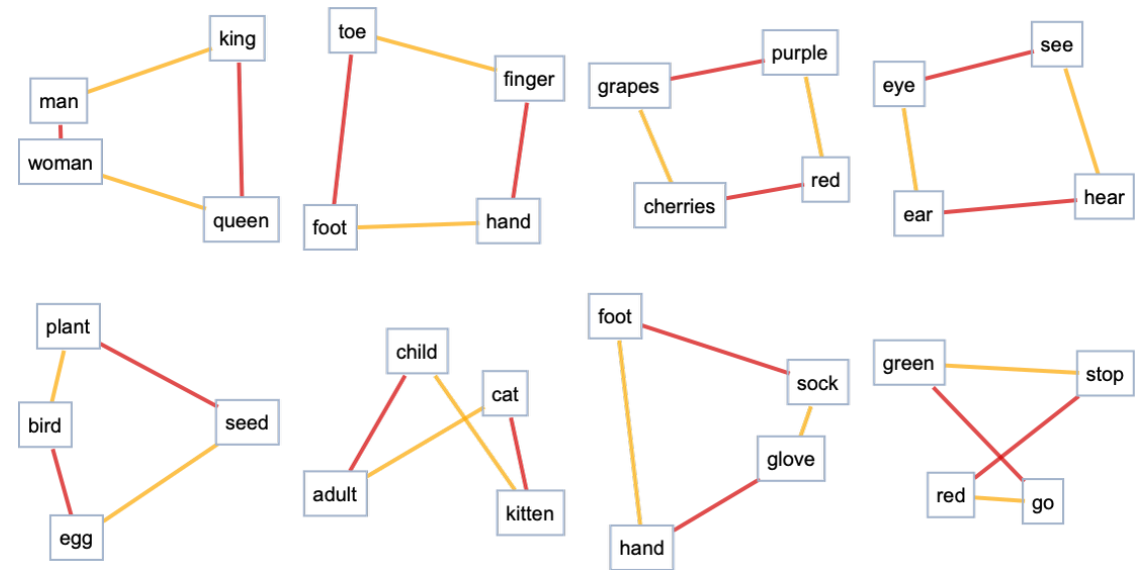 king
man
woman
queen
toe
finger
foot
hand
purple
grapes
red
cherries
see
eye
hear
ear
plant
bird
seed
egg
child
cat
adult
kitten
foot
sock
glove
hand
green
stop
red
go